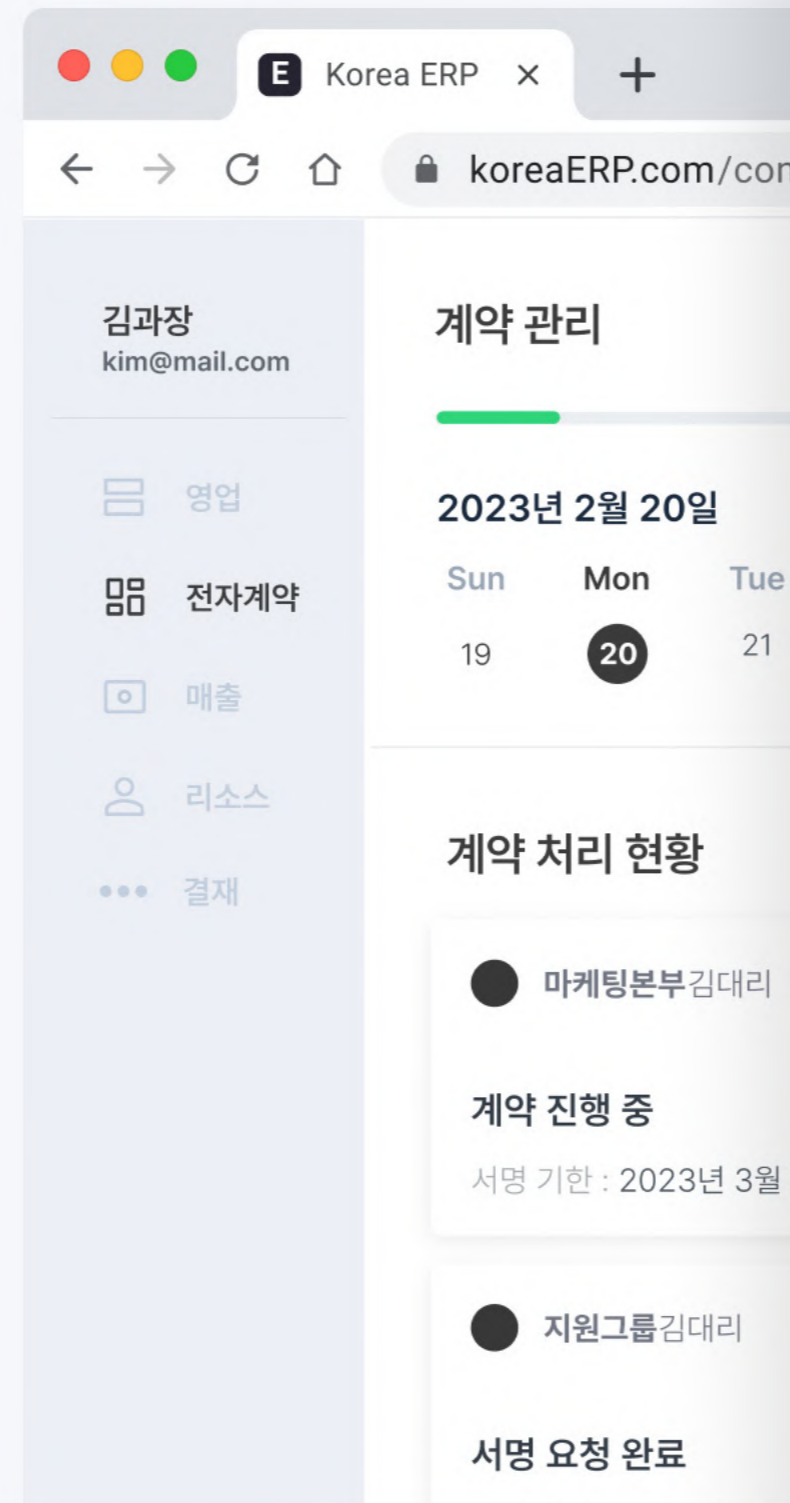 E Korea ERP
koreaERP.com/con
김과장
kim@mail.com
영업
전자계약
매출
리소스
결재
계약 관리
2023년 2월 20일
Sun Mon Tue
19 20 21
계약 처리 현황
마케팅본부김대리
계약 진행 중
서명 기한 : 2023년 3월
지원그룹김대리
서명 요청 완료